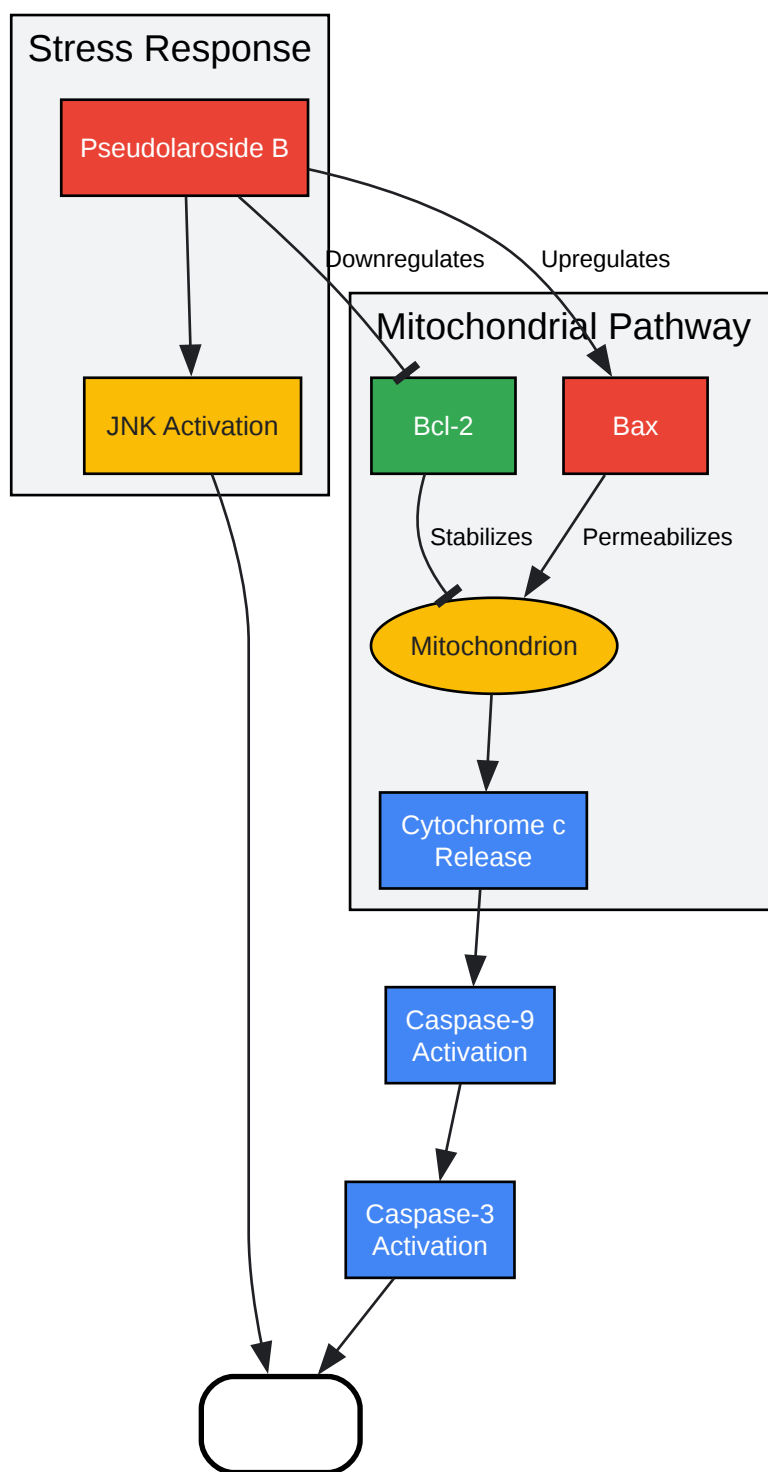 Stress Response
Pseudolaroside B
Downregulates
Upregulates
Mitochondrial Pathway
JNK Activation
Bcl-2
Bax
Stabilizes
Permeabilizes
Mitochondrion
Cytochrome c
Release
Caspase-9
Activation
Caspase-3
Activation